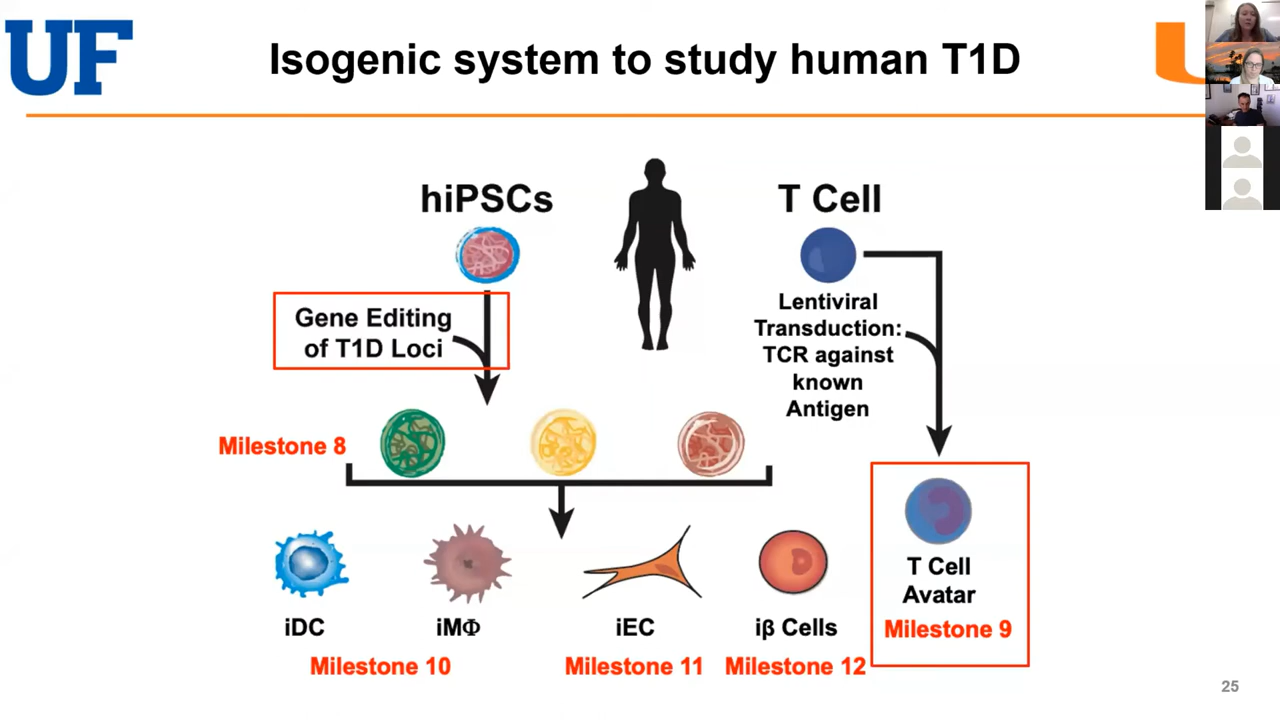 UF
Isogenic system to study human T1D
hiPSCs
T Cell
Gene Editing
of T1D Loci
Lentiviral
Transduction:
TCR against
known
Antigen
Milestone 8
T Cell
Avatar
Milestone 9
iDC
iMΦ
iEC
iβ Cells
Milestone 10
Milestone 11
Milestone 12
25